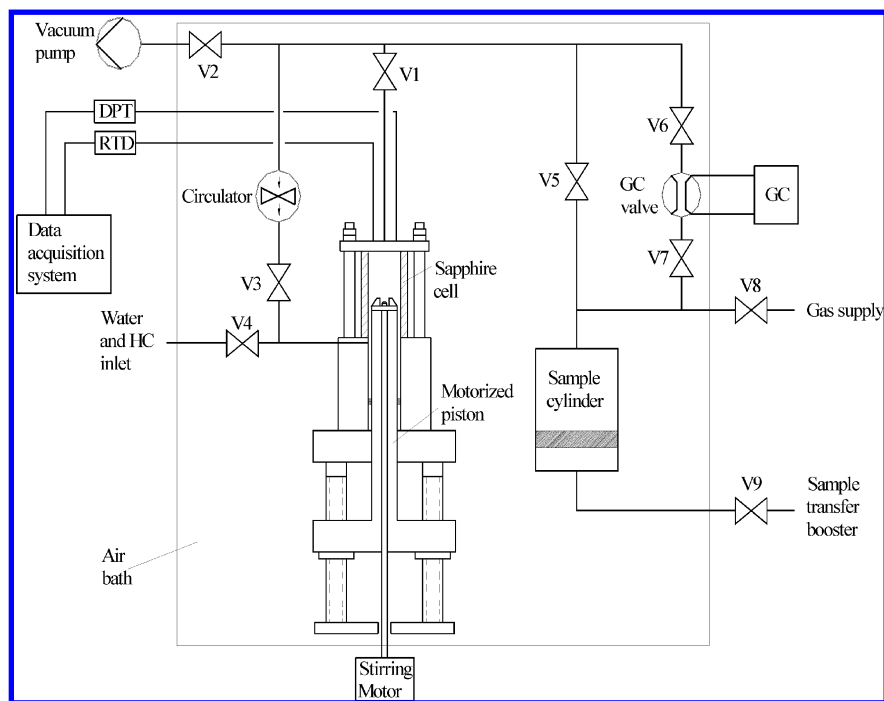 Vacuum
pump
V2
V1
DPT
RTD
V6
V5
GC
valve
GC
Circulator
Data
acquisition
system
Sapphire
cell
V3
V7
V8
Water
and HC
inlet
V4
Gas supply
Sample
cylinder
Motorized
piston
V9
Sample
transfer
booster
Air
bath
Stirring
Motor